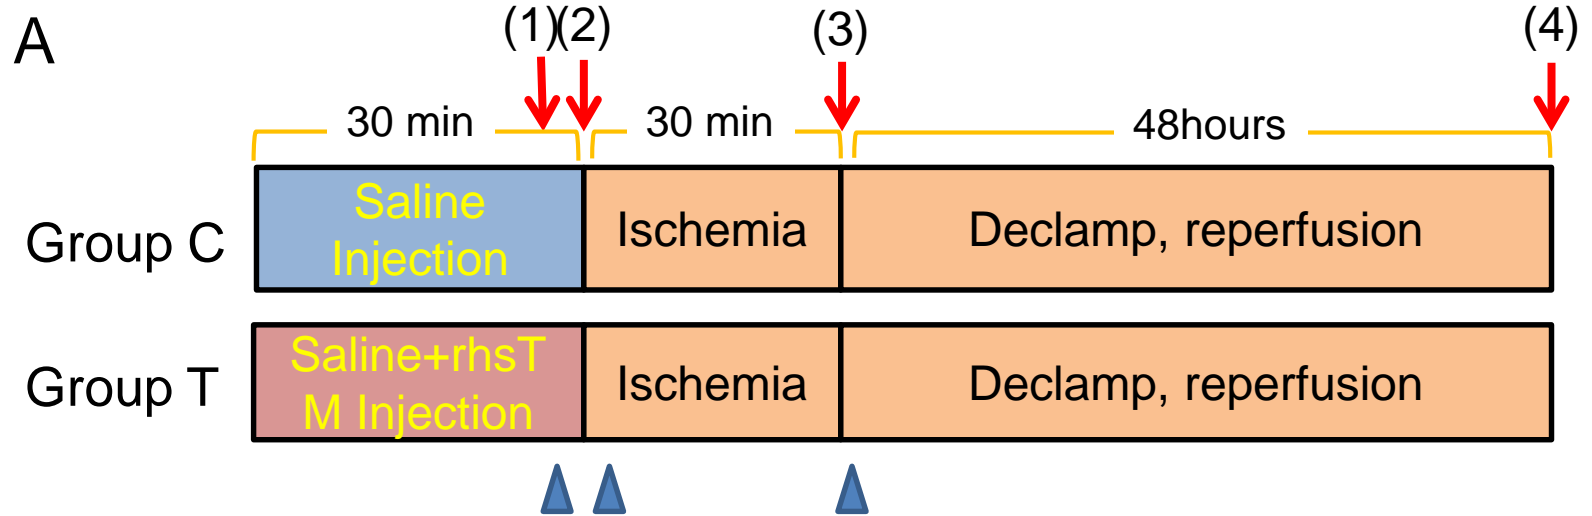 A
(1)(2)
(3)
(4)
30 min
30 min
48hours
Group C
Saline
Injection
Ischemia
Declamp, reperfusion
Group T
Saline+rhsT
M Injection
Ischemia
Declamp, reperfusion